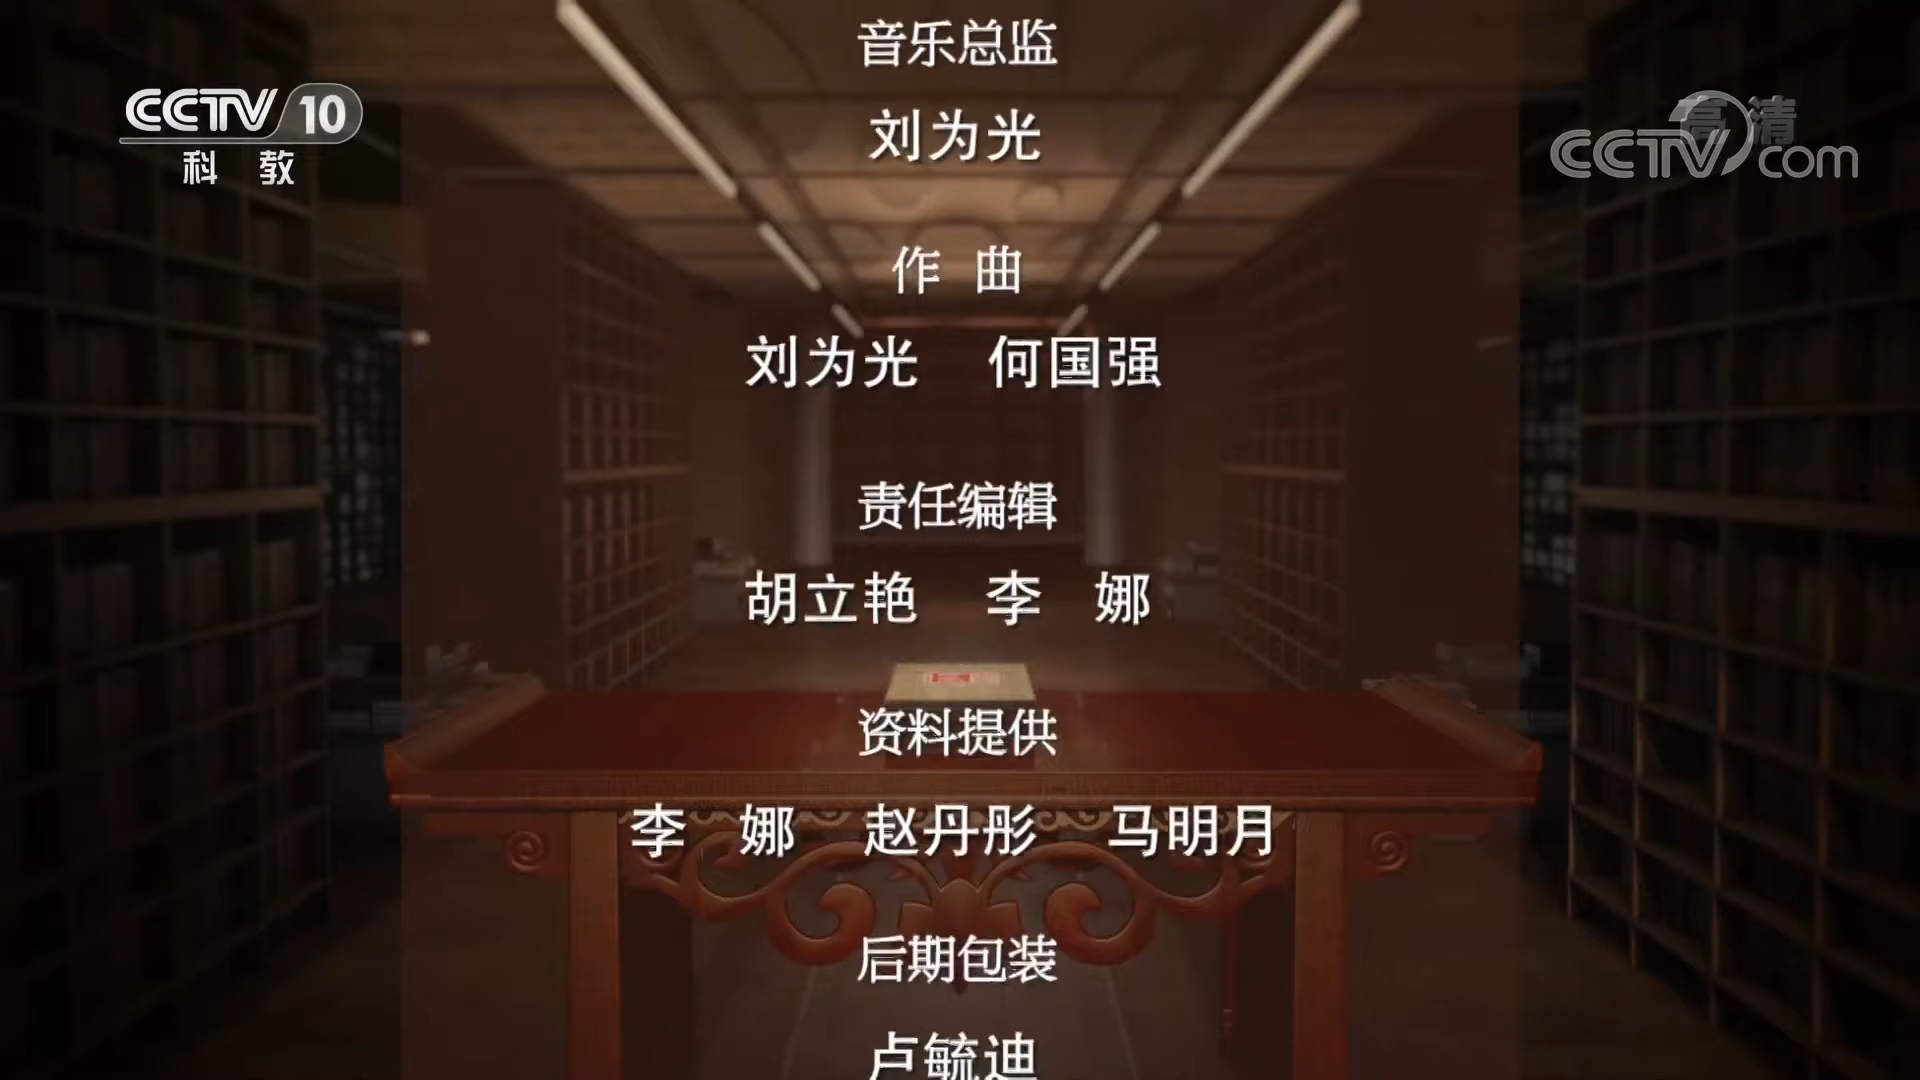 音乐总监
CCTV 10
科 教
高清
CCTV com
刘为光
作 曲
刘为光 何国强
责任编辑
胡立艳 李 娜
资料提供
李 娜 赵丹彤 马明月
后期包装
卢毓迪